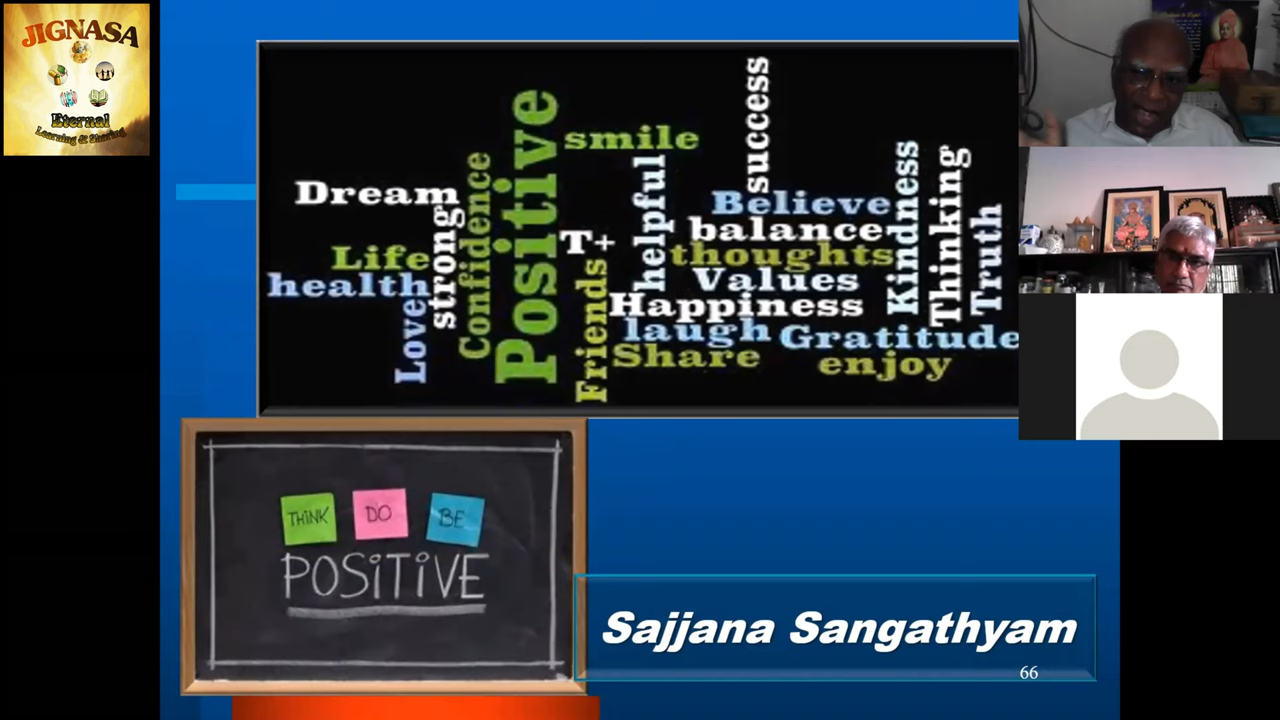 JIGNASA
Eternal
Learning & Sharing
Dream
Life
health
Love
strong
Confidence
Positive
smile
T+
Friends
helpful
success
Believe
balance
thoughts
Values
Happiness
laugh
Gratitude
Share
enjoy
Kindness
Thinking
Truth
THINK
DO
BE
POSITIVE
Sajjana Sangathyam
66